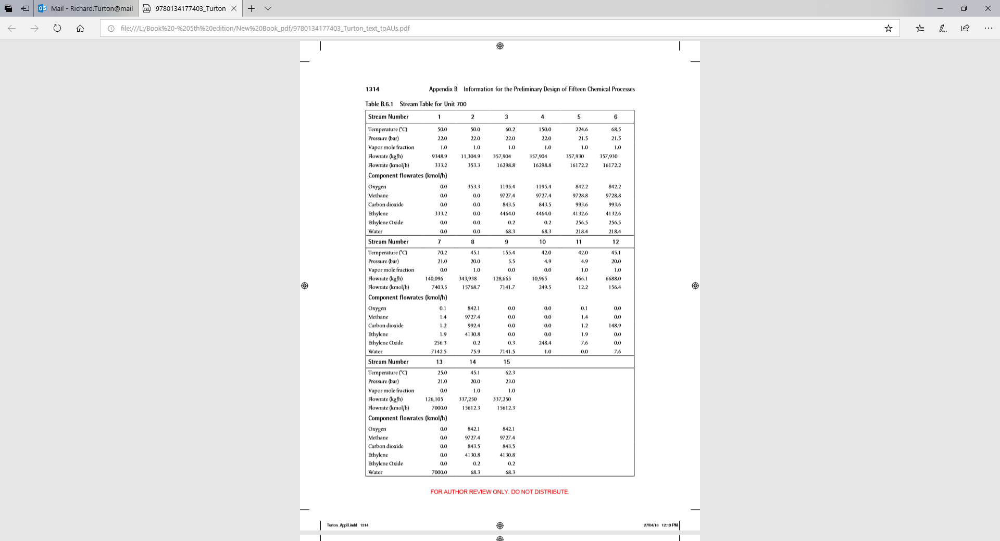 Mail - Richard.Turton@mail
PDF 9780134177403_Turton
file:///L:/Book%20-%205th%20edition/New%20Book_pdf/9780134177403_Turton_text_toAUs.pdf
1314 Appendix B Information for the Preliminary Design of Fifteen Chemical Processes
Table B.6.1 Stream Table for Unit 700
Stream Number 1 2 3 4 5 6
Temperature (°C) 50.0 50.0 60.2 150.0 224.6 68.5
Pressure (bar) 22.0 22.0 22.0 22.0 21.5 21.5
Vapor mole fraction 1.0 1.0 1.0 1.0 1.0 1.0
Flowrate (kg/h) 9348.9 11,304.9 357,904 357,904 357,930 357,930
Flowrate (kmol/h) 333.2 353.3 16298.8 16298.8 16172.2 16172.2
Component flowrates (kmol/h)
Oxygen 0.0 353.3 1195.4 1195.4 842.2 842.2
Methane 0.0 0.0 9727.4 9727.4 9728.8 9728.8
Carbon dioxide 0.0 0.0 843.5 843.5 993.6 993.6
Ethylene 333.2 0.0 4464.0 4464.0 4132.6 4132.6
Ethylene Oxide 0.0 0.0 0.2 0.2 256.5 256.5
Water 0.0 0.0 68.3 68.3 218.4 218.4
Stream Number 7 8 9 10 11 12
Temperature (°C) 70.2 45.1 155.4 42.0 42.0 45.1
Pressure (bar) 21.0 20.0 5.5 4.9 4.9 20.0
Vapor mole fraction 0.0 1.0 0.0 0.0 1.0 1.0
Flowrate (kg/h) 140,096 343,938 128,665 10,965 466.1 6688.0
Flowrate (kmol/h) 7403.5 15768.7 7141.7 249.5 12.2 156.4
Component flowrates (kmol/h)
Oxygen 0.1 842.1 0.0 0.0 0.1 0.0
Methane 1.4 9727.4 0.0 0.0 1.4 0.0
Carbon dioxide 1.2 992.4 0.0 0.0 1.2 148.9
Ethylene 1.9 4130.8 0.0 0.0 1.9 0.0
Ethylene Oxide 256.3 0.2 0.3 248.4 7.6 0.0
Water 7142.5 75.9 7141.5 1.0 0.0 7.6
Stream Number 13 14 15
Temperature (°C) 25.0 45.1 62.3
Pressure (bar) 21.0 20.0 23.0
Vapor mole fraction 0.0 1.0 1.0
Flowrate (kg/h) 126,105 337,250 337,250
Flowrate (kmol/h) 7000.0 15612.3 15612.3
Component flowrates (kmol/h)
Oxygen 0.0 842.1 842.1
Methane 0.0 9727.4 9727.4
Carbon dioxide 0.0 843.5 843.5
Ethylene 0.0 4130.8 4130.8
Ethylene Oxide 0.0 0.2 0.2
Water 7000.0 68.3 68.3
FOR AUTHOR REVIEW ONLY. DO NOT DISTRIBUTE.
Turton_AppB.indd 1314 27/04/18 12:13 PM